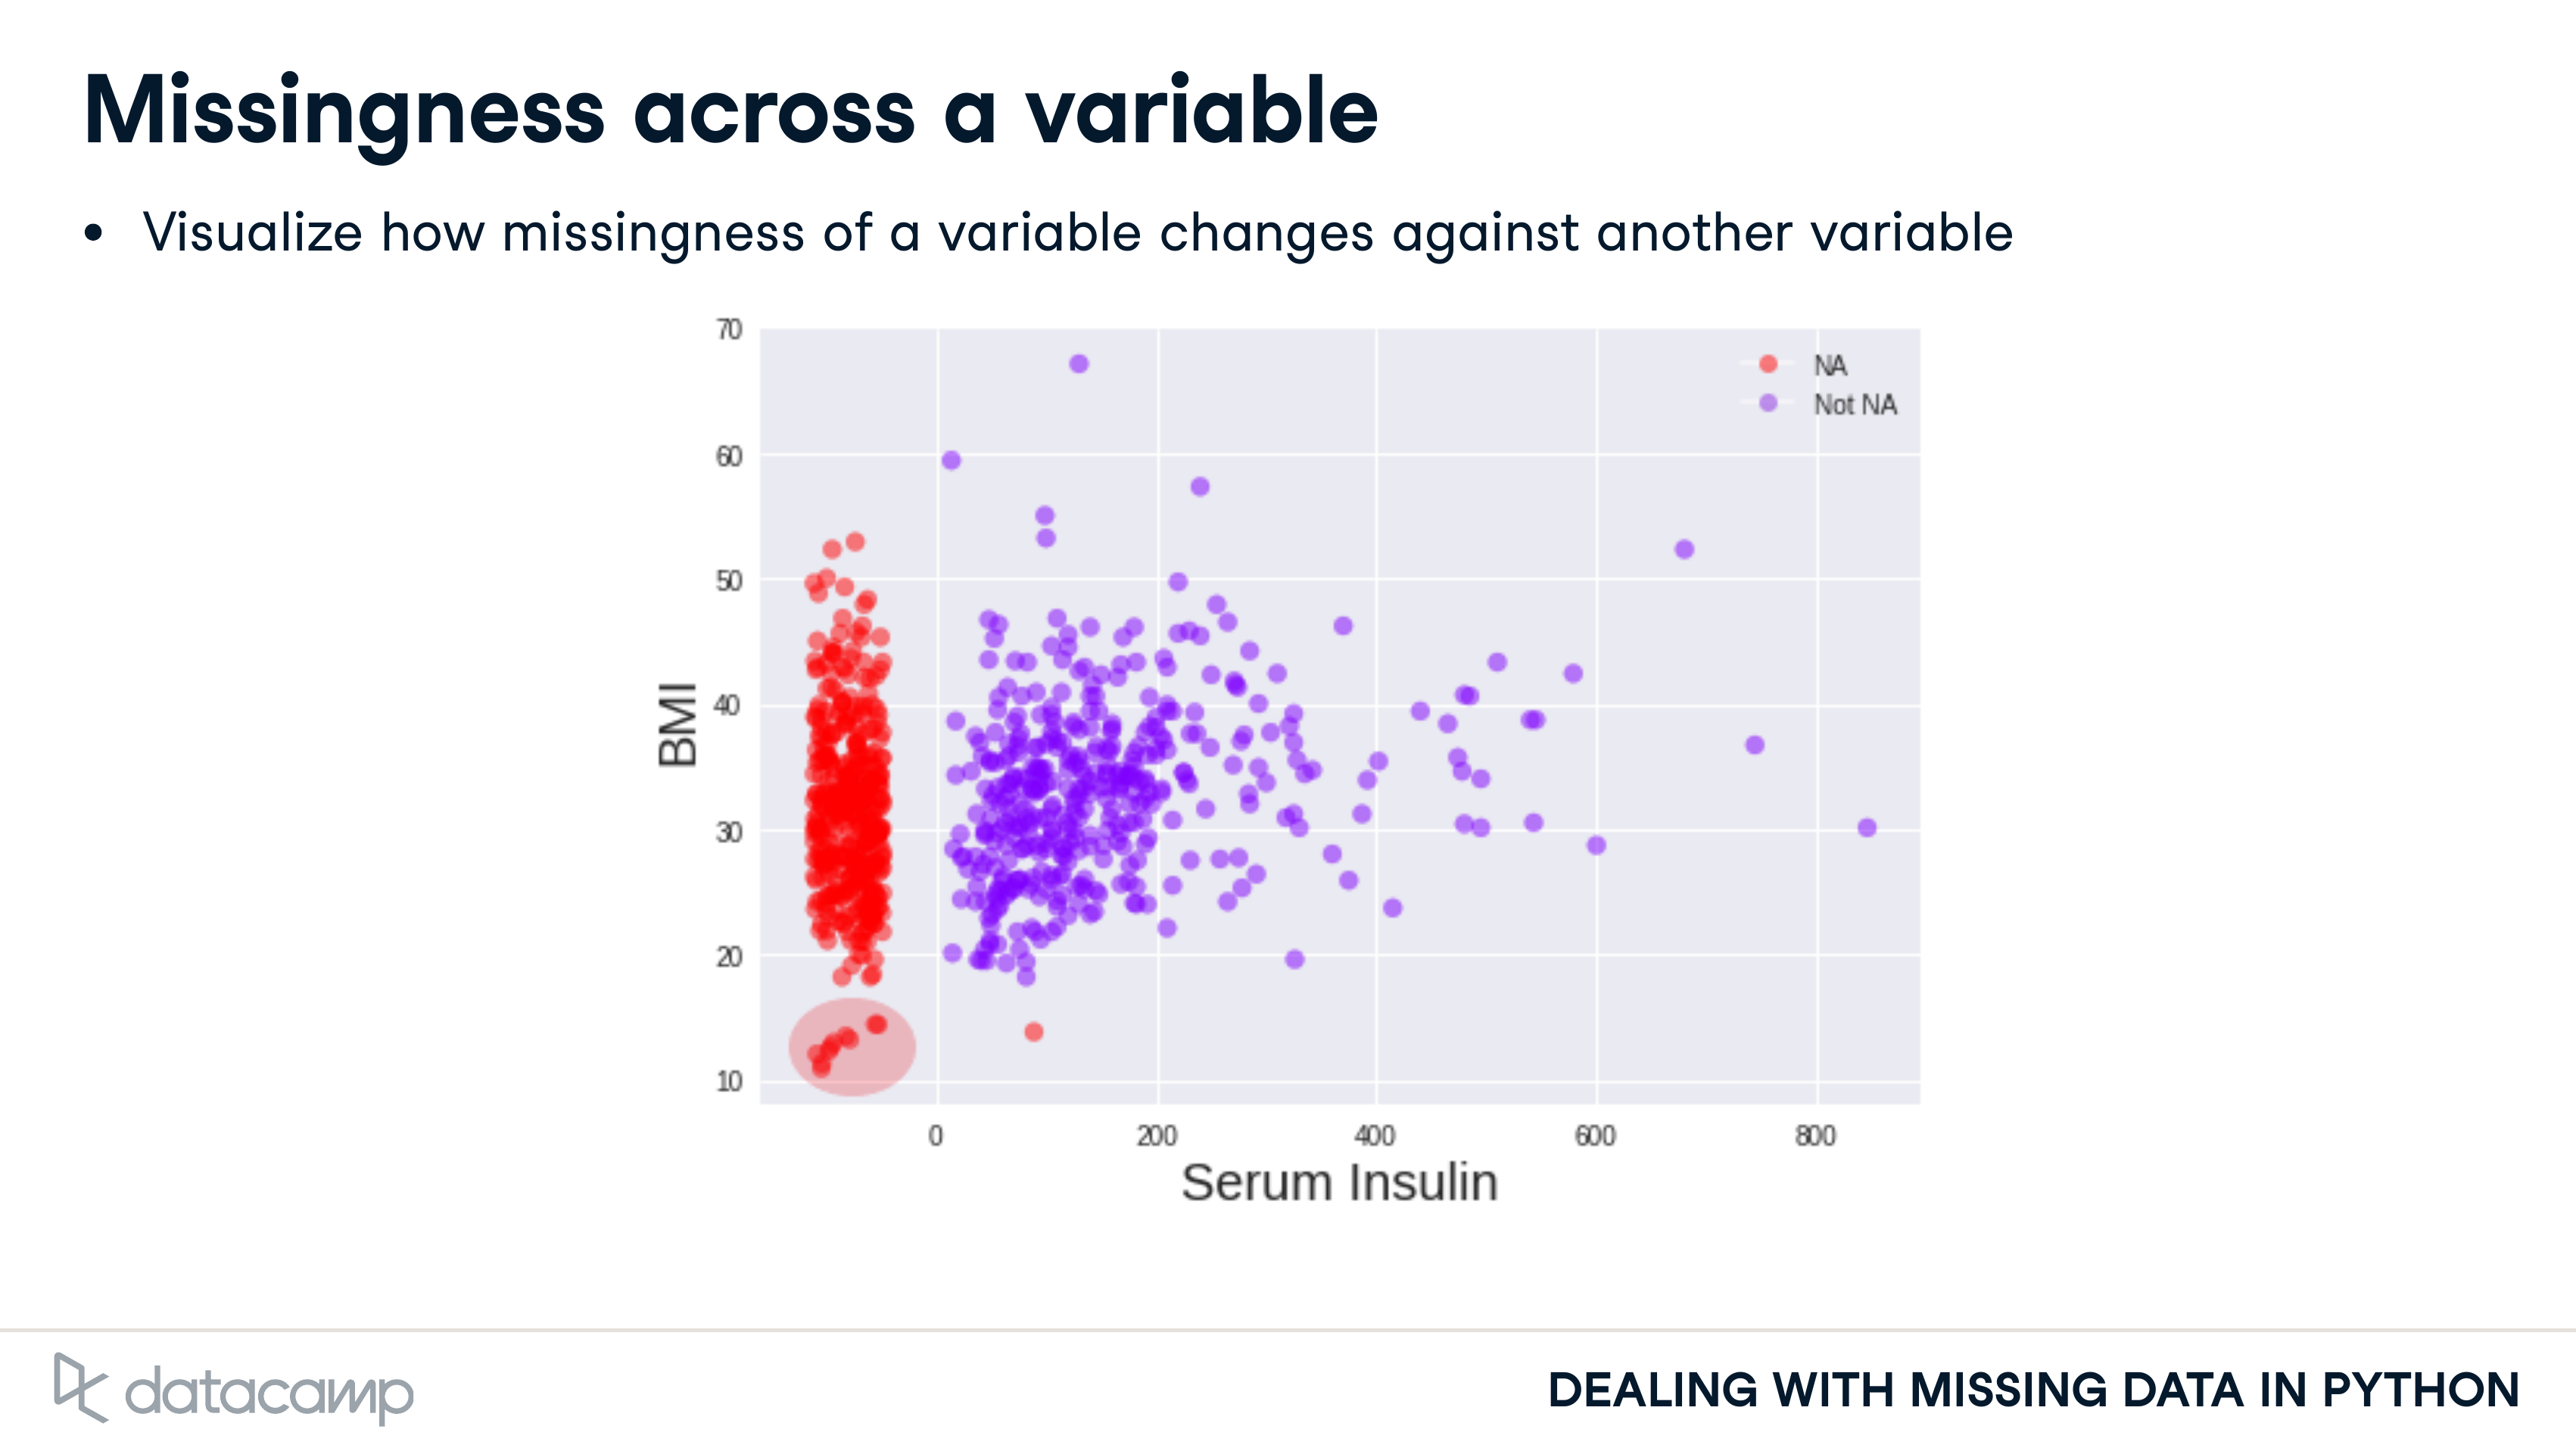 Missingness across a variable
• Visualize how missingness of a variable changes against another variable
70
60
50
40
30
20
10
BMI
NA
Not NA
0 200 400 600 800
Serum Insulin
datacamp
DEALING WITH MISSING DATA IN PYTHON